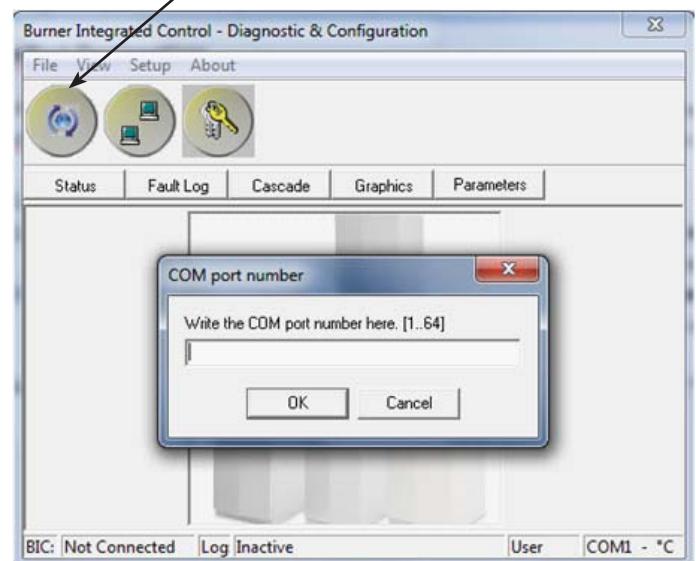 Burner Integrated Control - Diagnostic & Configuration
File View Setup About
Status Fault Log Cascade Graphics Parameters
COM port number
Write the COM port number here. [1..64]
OK Cancel
BIC: Not Connected Log Inactive User COM1 - °C